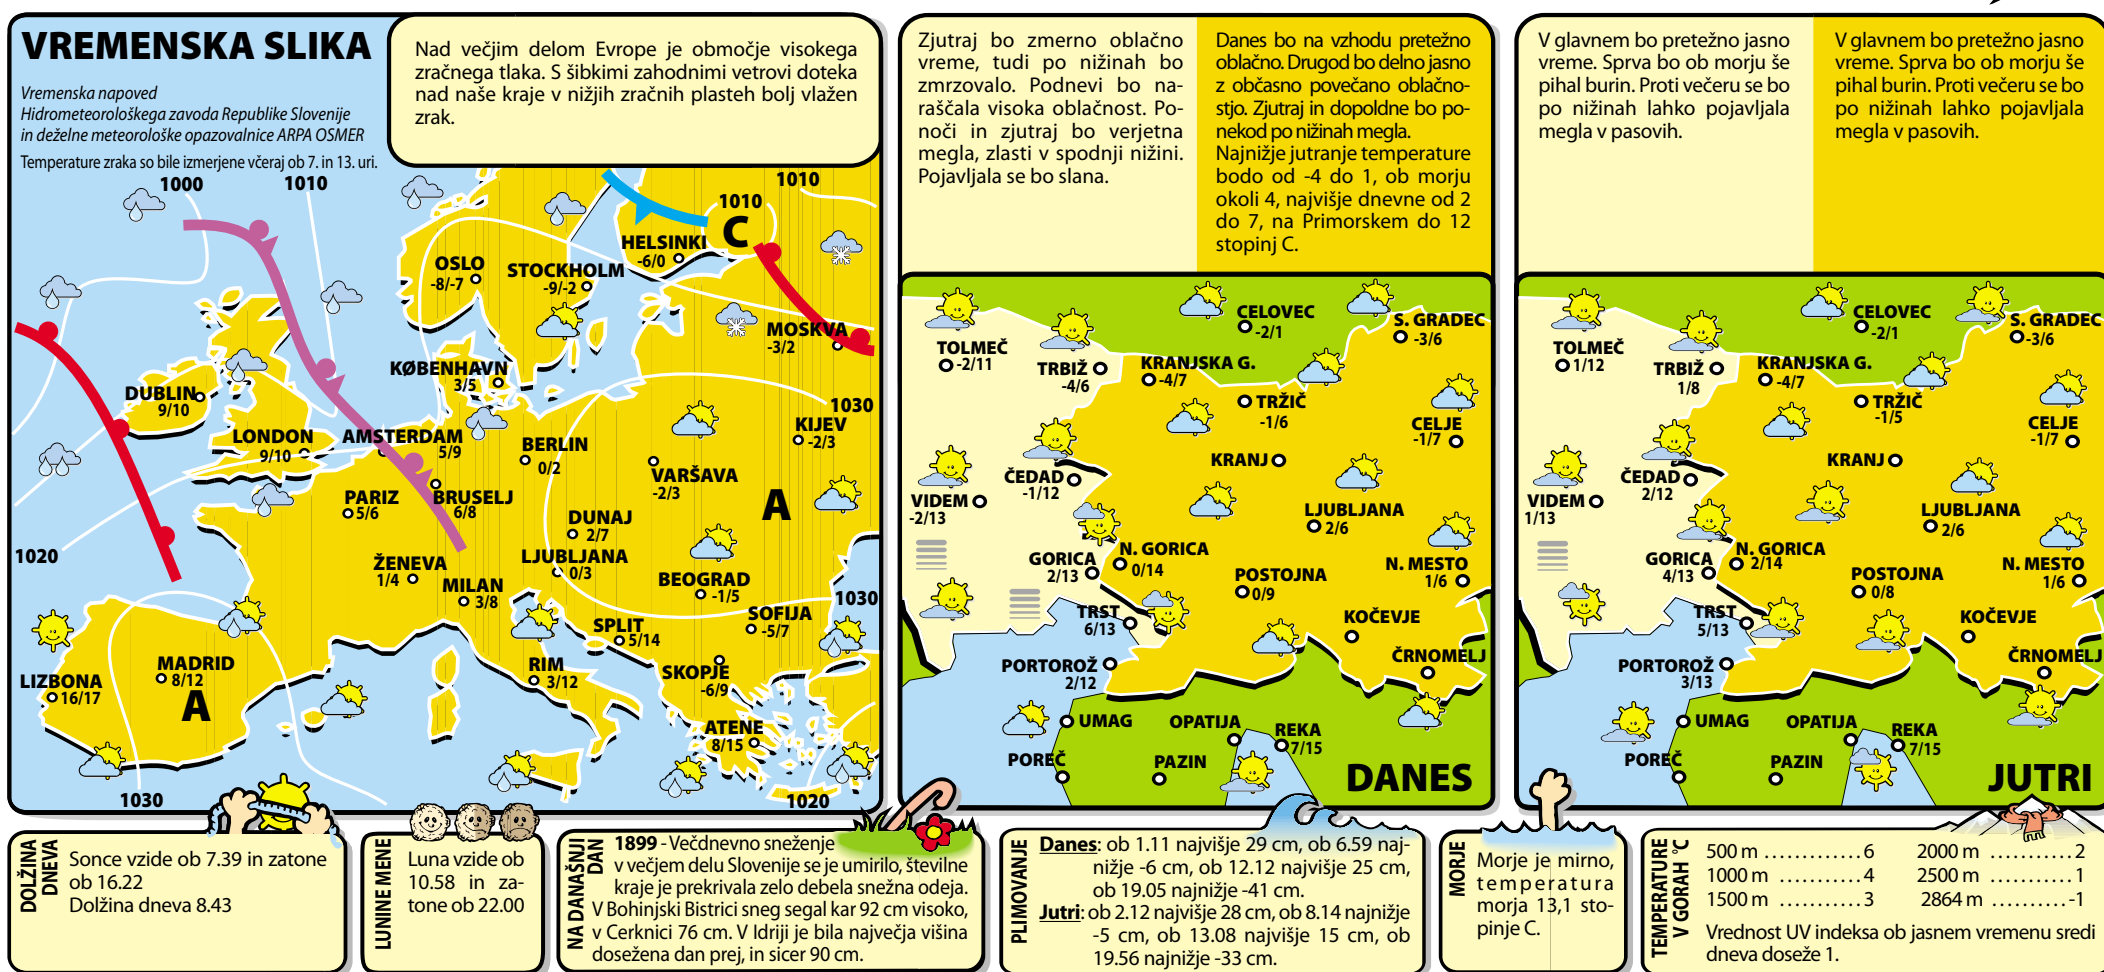 VREMENSKA SLIKA
Vremenska napoved
Hidrometeorološkega zavoda Republike Slovenije
in deželne meteorološke opazovalnice ARPA OSMER
Temperature zraka so bile izmerjene včeraj ob 7. in 13. uri.
Nad večjim delom Evrope je območje visokega
zračnega tlaka. S šibkimi zahodnimi vetrovi doteka
nad naše kraje v nižjih zračnih plasteh bolj vlažen
zrak.
1000
1010
1010
1010
C
HELSINKI
-6/0
OSLO
-8/-7
STOCKHOLM
-9/-2
MOSKVA
-3/2
KØBENHAVN
3/5
DUBLIN
9/10
1030
LONDON
9/10
AMSTERDAM
5/9
BERLIN
0/2
KIJEV
-2/3
VARŠAVA
-2/3
PARIZ
5/6
BRUSELJ
6/8
A
DUNAJ
2/7
1020
ŽENEVA
1/4
LJUBLJANA
0/3
MILAN
3/8
BEOGRAD
-1/5
1030
SOFIJA
-5/7
SPLIT
5/14
LIZBONA
16/17
MADRID
8/12
A
RIM
3/12
SKOPJE
-6/9
ATENE
8/15
1030
1020
Zjutraj bo zmerno oblačno
vreme, tudi po nižinah bo
zmrzovalo. Podnevi bo na-
raščala visoka oblačnost. Po-
noči in zjutraj bo verjetna
megla, zlasti v spodnji nižini.
Pojavljala se bo slana.
Danes bo na vzhodu pretežno
oblačno. Drugod bo delno jasno
z občasno povečano oblačno-
stjo. Zjutraj in dopoldne bo po-
nekod po nižinah megla.
Najnižje jutranje temperature
bodo od -4 do 1, ob morju
okoli 4, najvišje dnevne od 2
do 7, na Primorskem do 12
stopinj C.
CELOVEC
-2/1
S. GRADEC
-3/6
TOLMEČ
-2/11
TRBIŽ
-4/6
KRANJSKA G.
-4/7
TRŽIČ
-1/6
CELJE
-1/7
KRANJ
ČEDAD
-1/12
VIDEM
-2/13
LJUBLJANA
2/6
GORICA
2/13
N. GORICA
0/14
POSTOJNA
0/9
N. MESTO
1/6
TRST
6/13
KOČEVJE
PORTOROŽ
2/12
ČRNOMELJ
UMAG
OPATIJA
REKA
7/15
POREČ
PAZIN
DANES
V glavnem bo pretežno jasno
vreme. Sprva bo ob morju še
pihal burin. Proti večeru se bo
po nižinah lahko pojavljala
megla v pasovih.
V glavnem bo pretežno jasno
vreme. Sprva bo ob morju še
pihal burin. Proti večeru se bo
po nižinah lahko pojavljala
megla v pasovih.
CELOVEC
-2/1
S. GRADEC
-3/6
TOLMEČ
1/12
TRBIŽ
1/8
KRANJSKA G.
-4/7
TRŽIČ
-1/5
CELJE
-1/7
KRANJ
ČEDAD
2/12
VIDEM
1/13
LJUBLJANA
2/6
GORICA
4/13
N. GORICA
2/14
POSTOJNA
0/8
N. MESTO
1/6
TRST
5/13
KOČEVJE
PORTOROŽ
3/13
ČRNOMELJ
UMAG
OPATIJA
REKA
7/15
POREČ
PAZIN
JUTRI
DOLŽINA
DNEVA
Sonce vzide ob 7.39 in zatone
ob 16.22
Dolžina dneva 8.43
LUNINE MENE
Luna vzide ob
10.58 in za-
tone ob 22.00
NA DANAŠNJI
DAN
1899 - Večdnevno sneženje
v večjem delu Slovenije se je umirilo, številne
kraje je prekrivala zelo debela snežna odeja.
V Bohinjski Bistrici sneg segal kar 92 cm visoko,
v Cerknici 76 cm. V Idriji je bila največja višina
dosežena dan prej, in sicer 90 cm.
PLIMOVANJE
Danes: ob 1.11 najvišje 29 cm, ob 6.59 naj-
nižje -6 cm, ob 12.12 najvišje 25 cm,
ob 19.05 najnižje -41 cm.
Jutri: ob 2.12 najvišje 28 cm, ob 8.14 najnižje
-5 cm, ob 13.08 najvišje 15 cm, ob
19.56 najnižje -33 cm.
MORJE
Morje je mirno,
temperatura
morja 13,1 sto-
pinje C.
TEMPERATURE
V GORAH °C
500 m ............ 6
1000 m ........... 4
1500 m ........... 3
2000 m ........... 2
2500 m ........... 1
2864 m .......... -1
Vrednost UV indeksa ob jasnem vremenu sredi
dneva doseže 1.